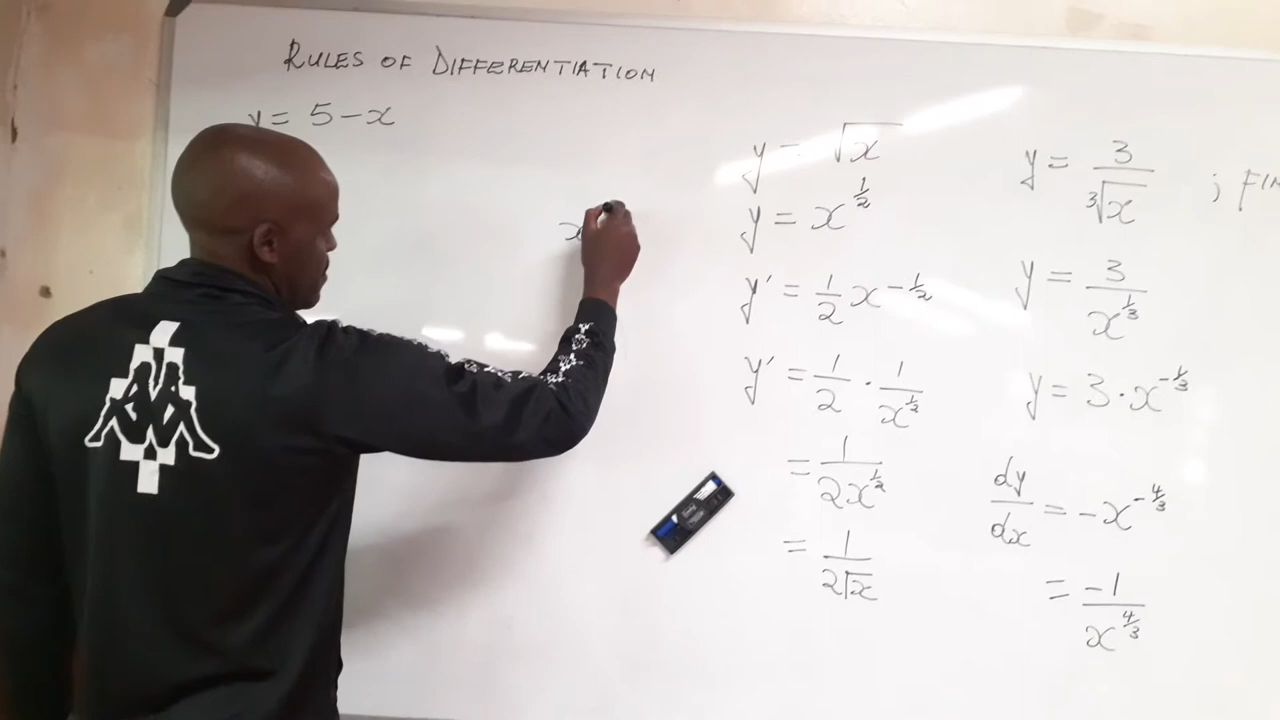 RULES OF DIFFERENTIATION
y = 5 - x
x
y = √x
y = x^{1/2}
y' = 1/2 x^{-1/2}
y' = 1/2 · 1/x^{1/2}
= 1/(2x^{1/2})
= 1/(2√x)
y = 3/∛x ; FIN
y = 3/x^{1/3}
y = 3·x^{-1/3}
dy/dx = -x^{-4/3}
= -1/x^{4/3}